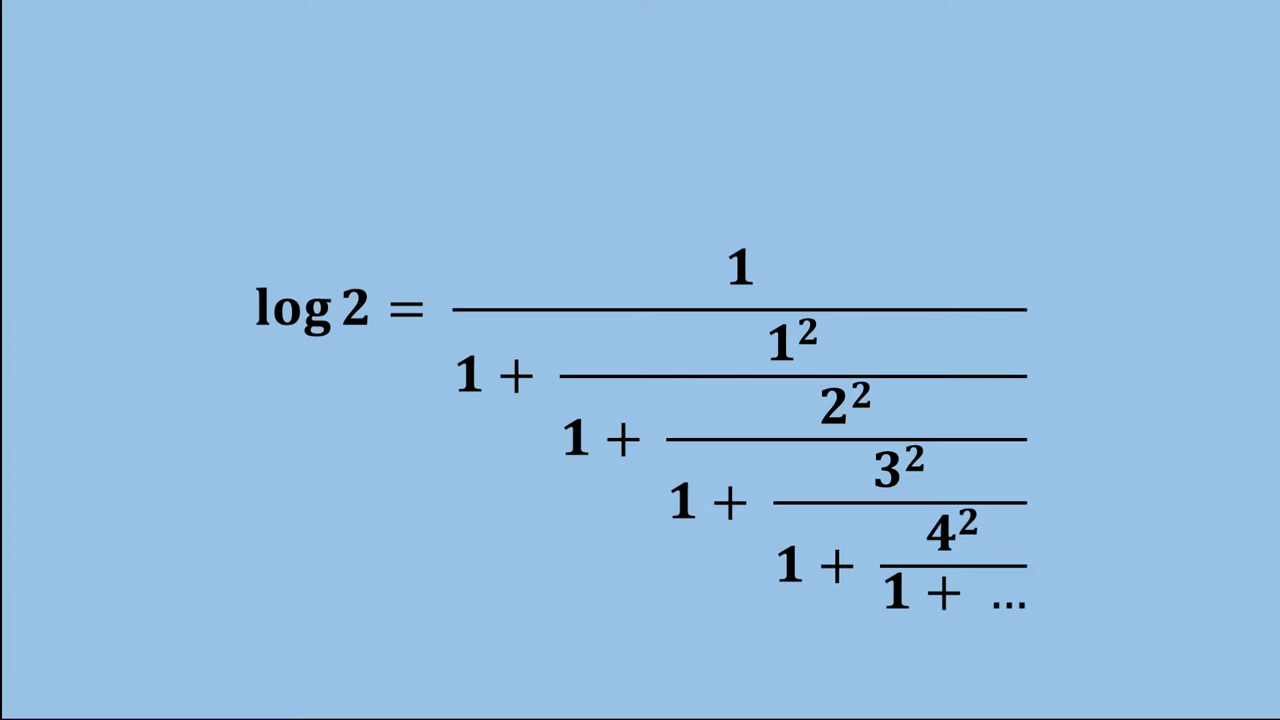 log 2 = 1
1 + 1²
1 + 2²
1 + 3²
1 + 4²
1 + ...